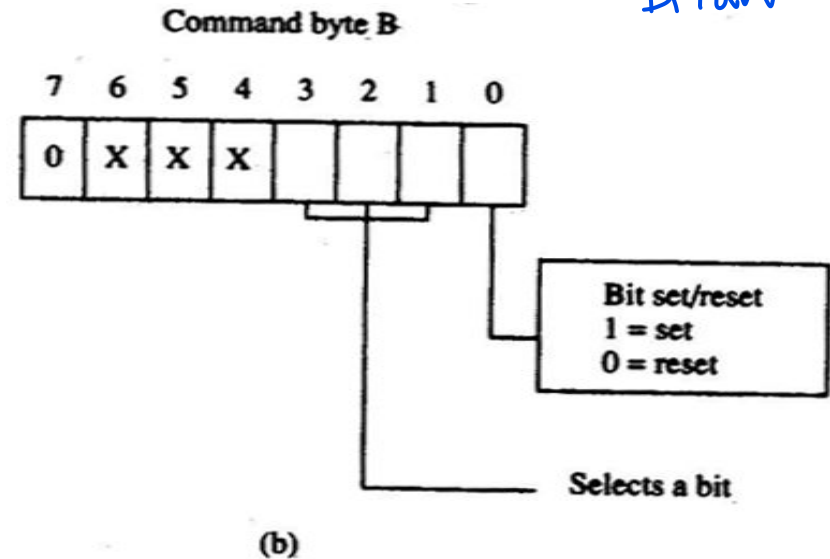 Command byte B
7 6 5 4 3 2 1 0
0 X X X
Bit set/reset
1 = set
0 = reset
Selects a bit
(b)